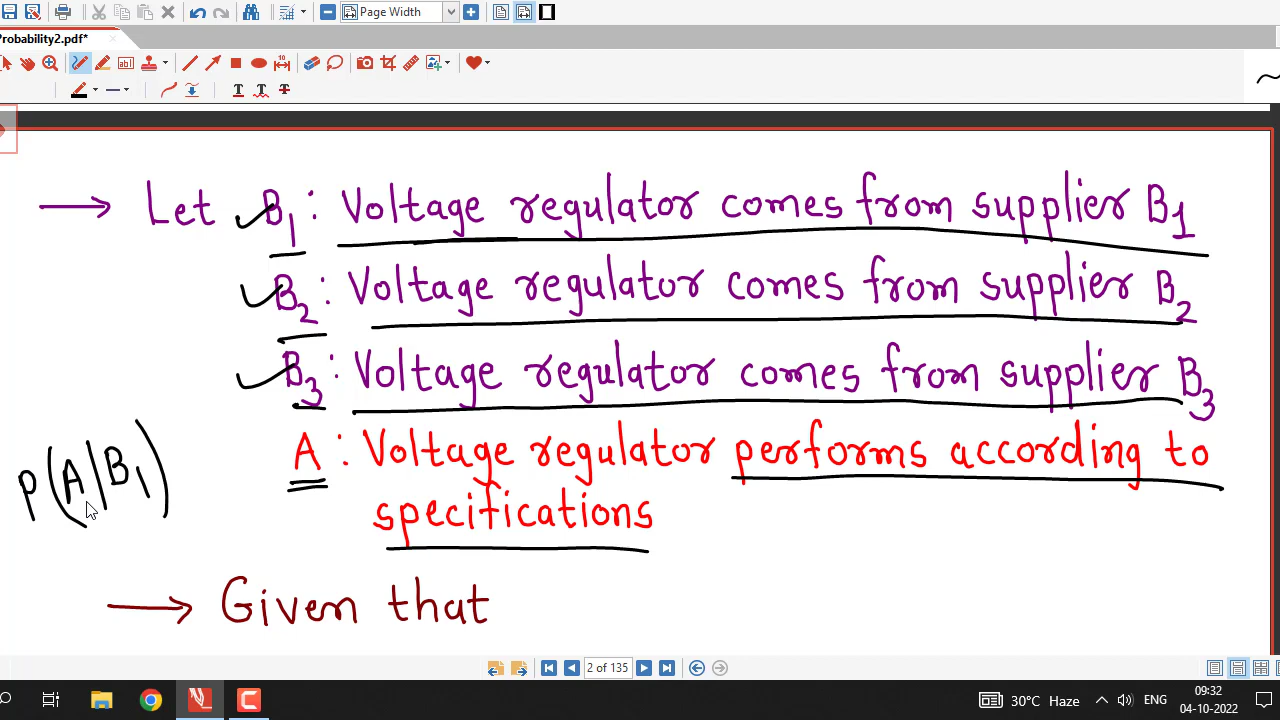 Page Width
Probability2.pdf*
→ Let B1 : Voltage regulator comes from supplier B1
B2 : Voltage regulator comes from supplier B2
B3 : Voltage regulator comes from supplier B3
A : Voltage regulator performs according to
specifications
P(A|B1)
→ Given that
2 of 135
30°C Haze
ENG
09:32
04-10-2022